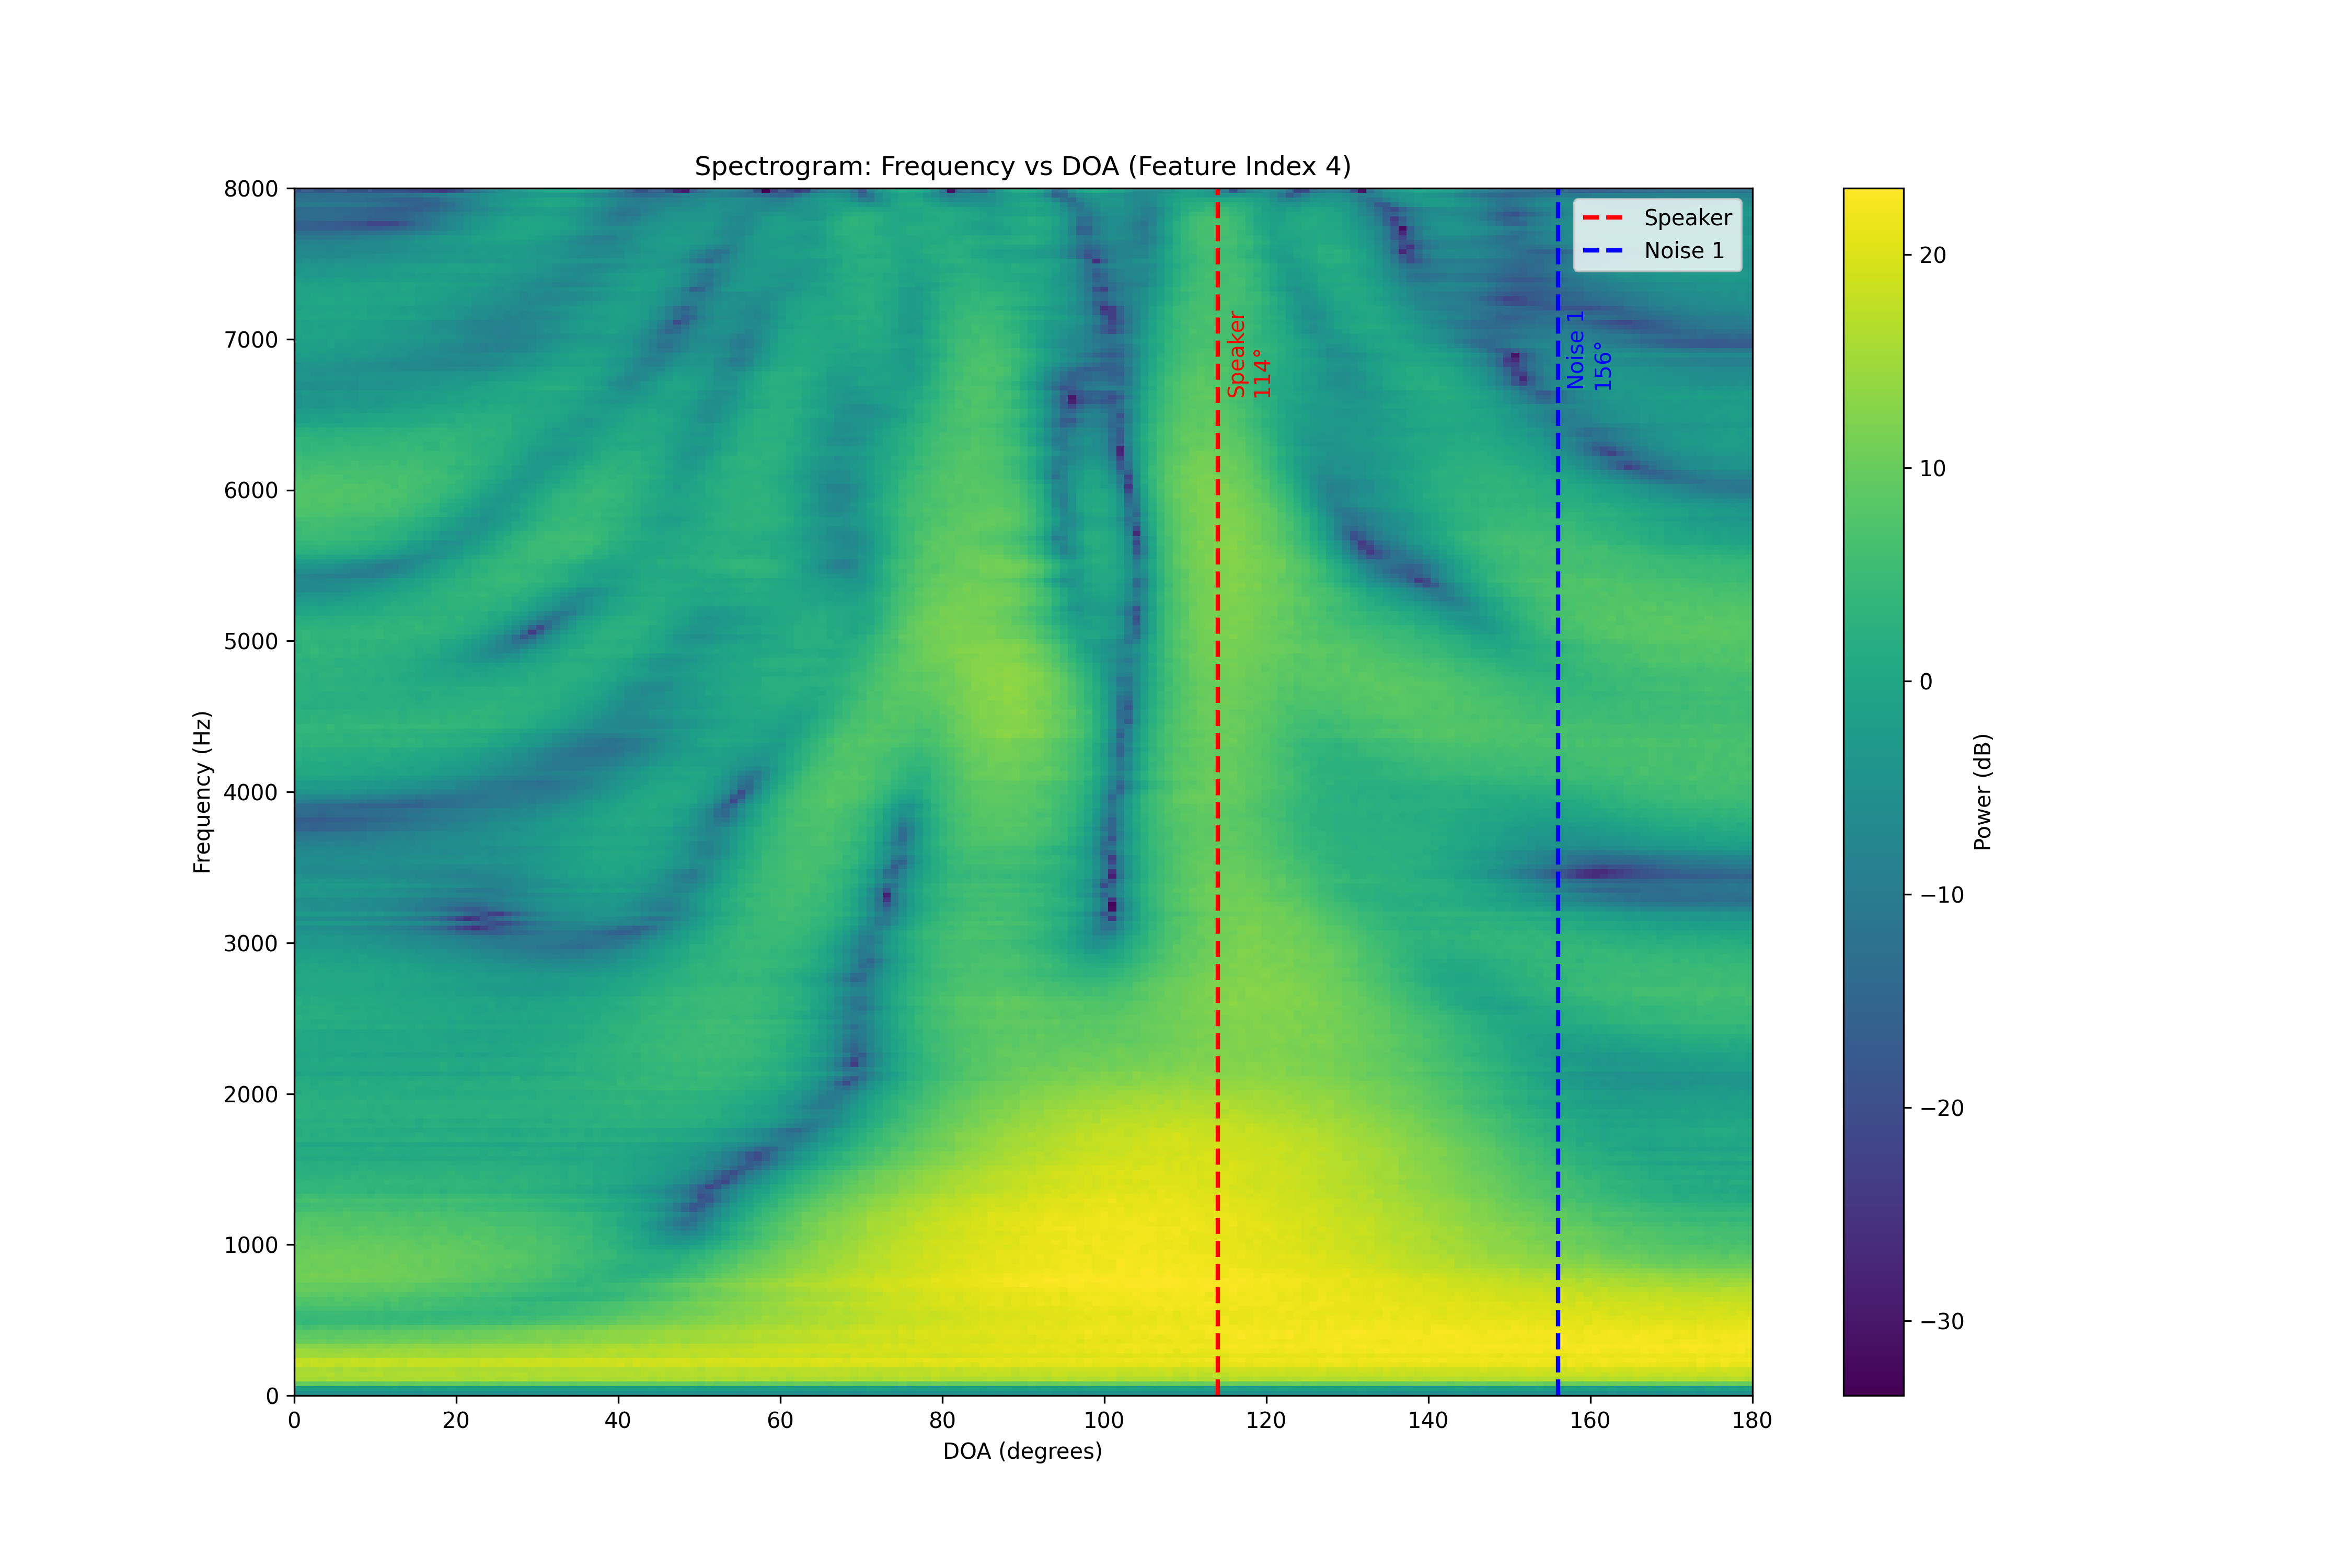 Spectrogram: Frequency vs DOA (Feature Index 4)
8000
7000
6000
5000
4000
3000
2000
1000
0
Frequency (Hz)
0 20 40 60 80 100 120 140 160 180
DOA (degrees)
Speaker
114°
Noise 1
156°
Speaker
Noise 1
20
10
0
−10
−20
−30
Power (dB)